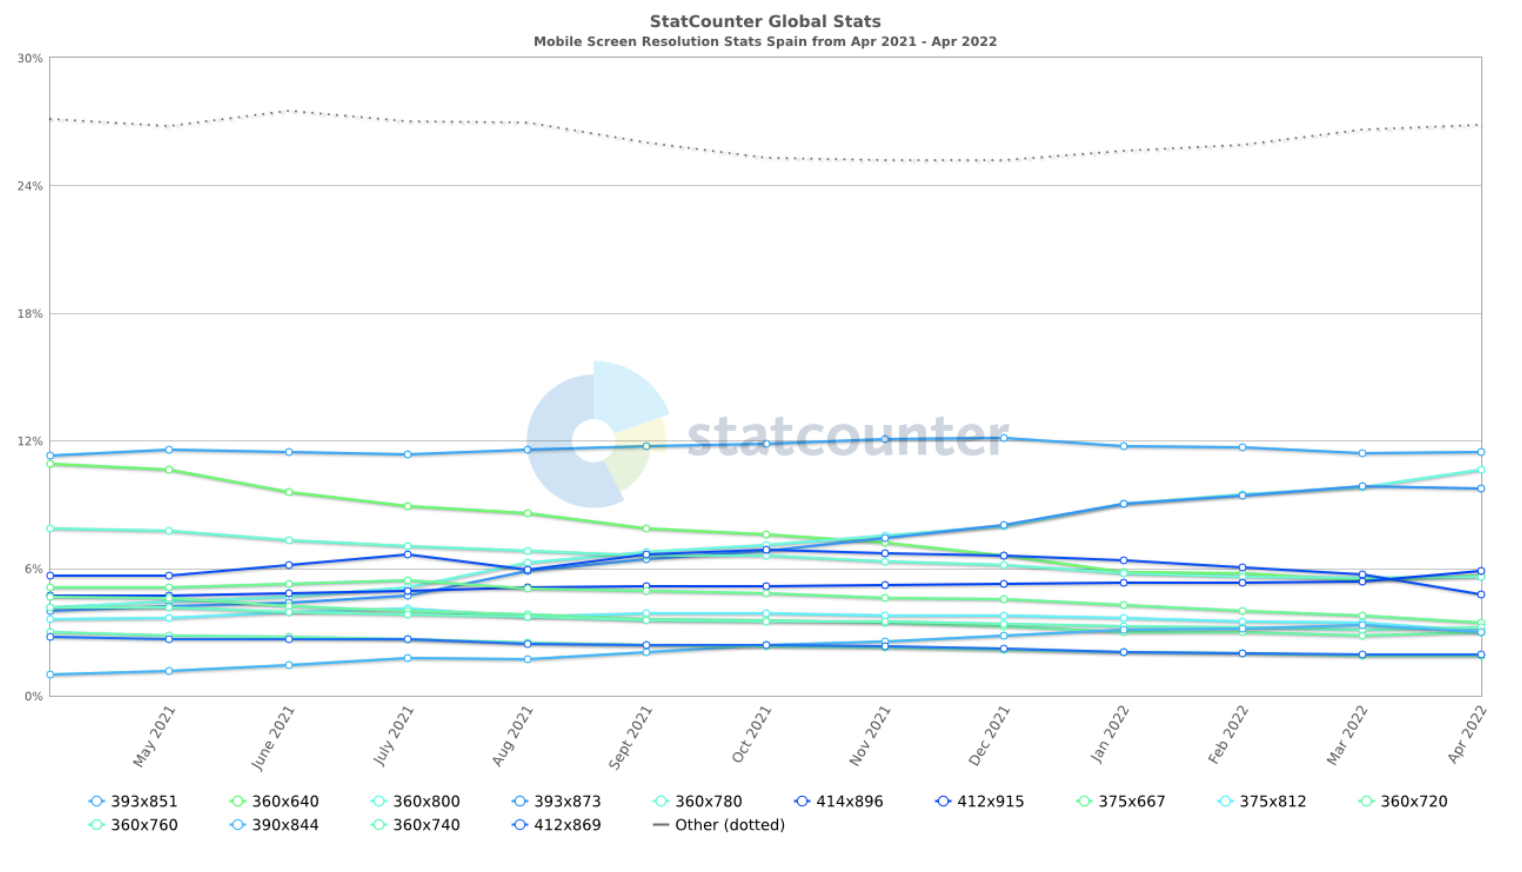 StatCounter Global Stats
Mobile Screen Resolution Stats Spain from Apr 2021 - Apr 2022
30%
24%
18%
12%
6%
0%
statcounter
May 2021
June 2021
July 2021
Aug 2021
Sept 2021
Oct 2021
Nov 2021
Dec 2021
Jan 2022
Feb 2022
Mar 2022
Apr 2022
393x851 360x640 360x800 393x873 360x780 414x896 412x915 375x667 375x812 360x720
360x760 390x844 360x740 412x869 Other (dotted)